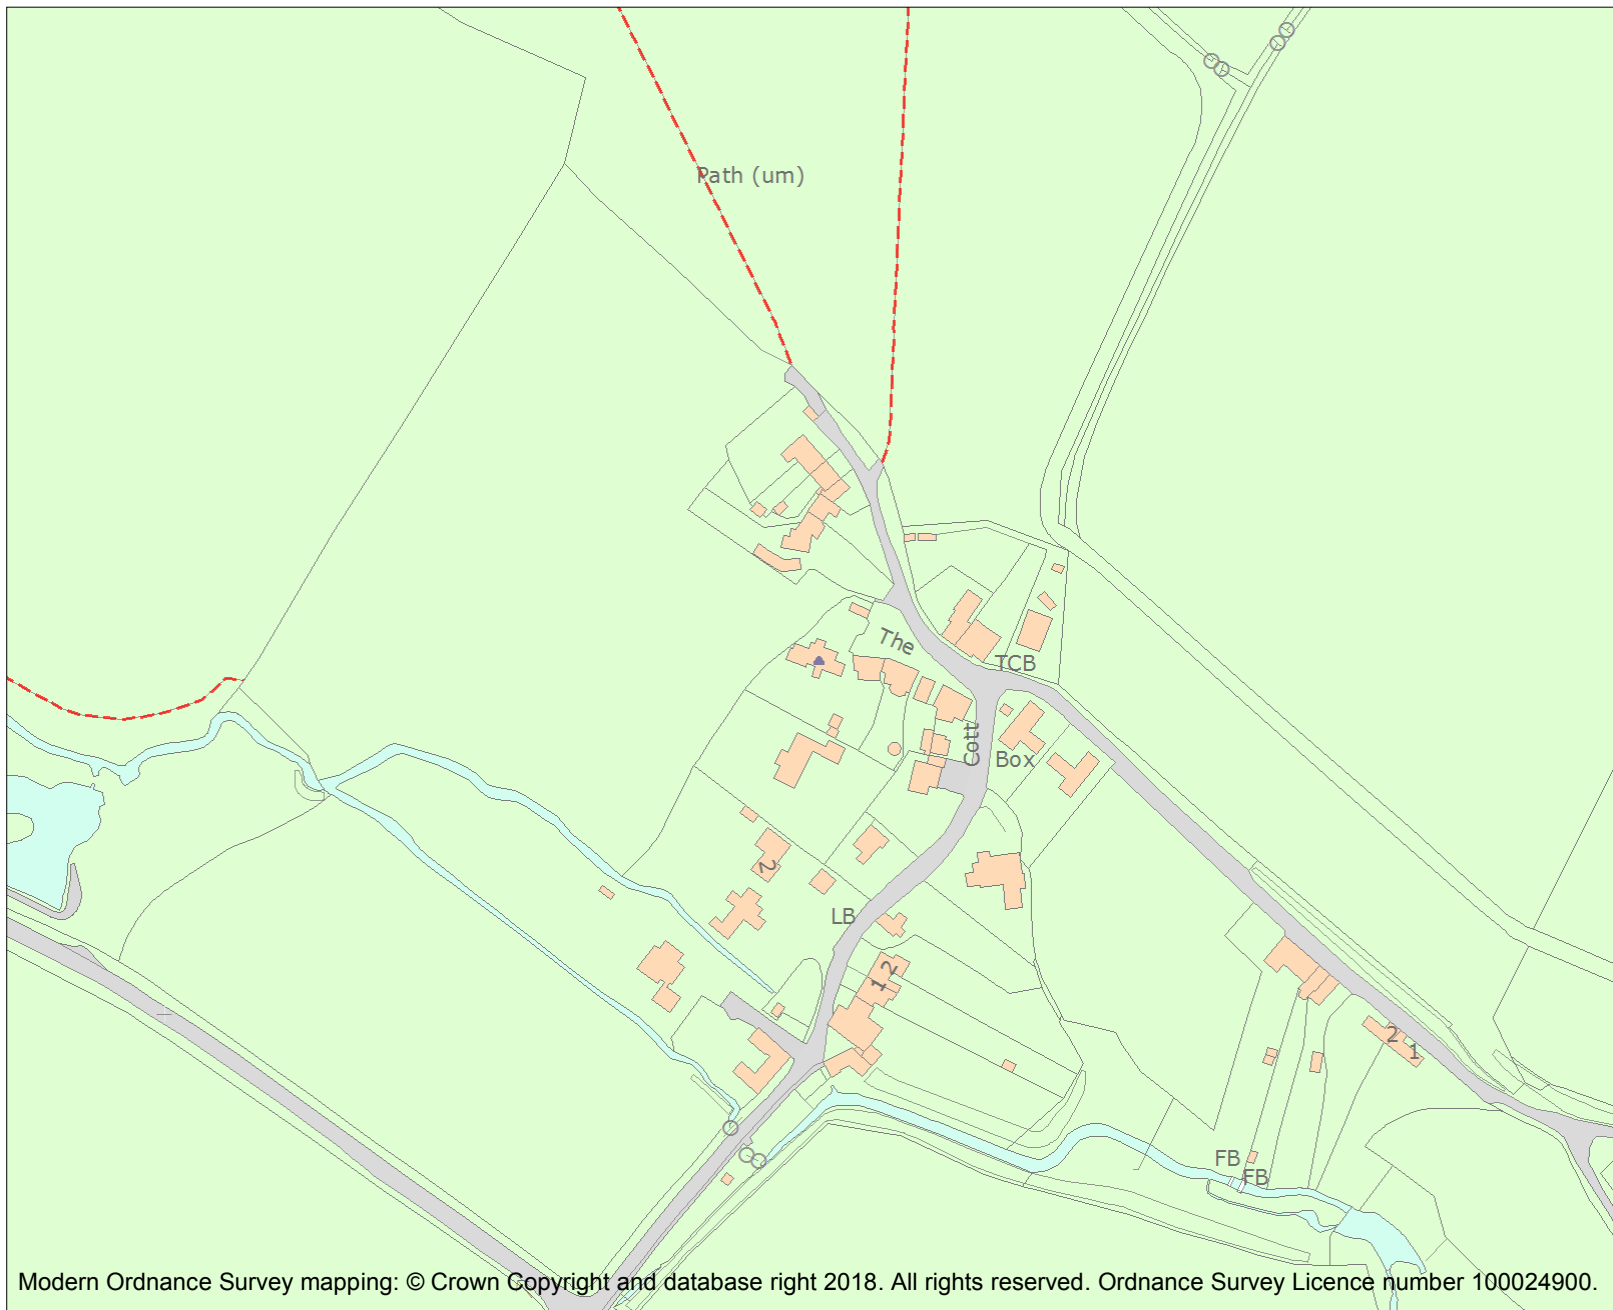 Path (um)
The
TCB
Cott
Box
2
LB
2
1
2
1
FB
FB
Modern Ordnance Survey mapping: © Crown Copyright and database right 2018. All rights reserved. Ordnance Survey Licence number 100024900.